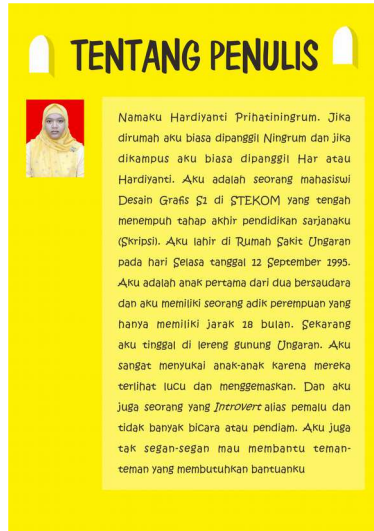 TENTANG PENULIS
Namaku Hardiyanti Prihatiningrum. Jika
dirumah aku biasa dipanggil Ningrum dan jika
dikampus aku biasa dipanggil Har atau
Hardiyanti. Aku adalah seorang mahasiswi
Desain Grafis S1 di STEKOM yang tengah
menempuh tahap akhir pendidikan sarjanaku
(Skripsi). Aku lahir di Rumah Sakit Ungaran
pada hari Selasa tanggal 12 September 1995.
Aku adalah anak pertama dari dua bersaudara
dan aku memiliki seorang adik perempuan yang
hanya memiliki jarak 18 bulan. Sekarang
aku tinggal di lereng gunung Ungaran. Aku
sangat menyukai anak-anak karena mereka
terlihat lucu dan menggemaskan. Dan aku
juga seorang yang Introvert alias pemalu dan
tidak banyak bicara atau pendiam. Aku juga
tak segan-segan mau membantu teman-
teman yang membutuhkan bantuanku